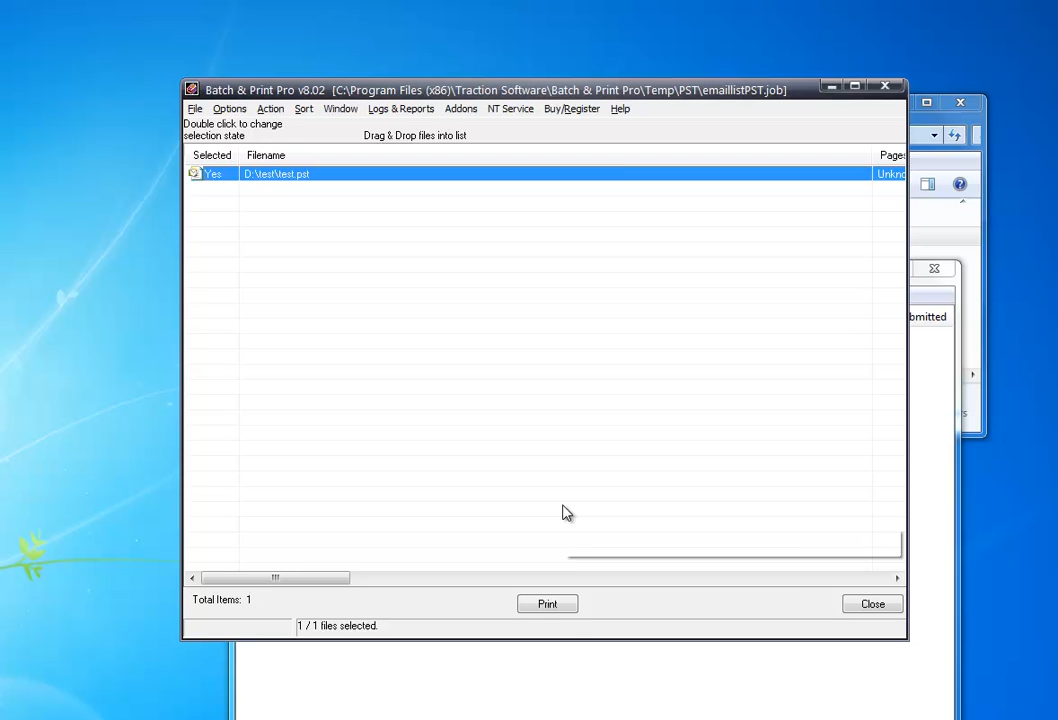 Batch & Print Pro v8.02 [C:\Program Files (x86)\Traction Software\Batch & Print Pro\Temp\PST\emaillistPST.job]
File Options Action Sort Window Logs & Reports Addons NT Service Buy/Register Help
Double click to change
selection state
Drag & Drop files into list
Selected Filename Pages
Yes D:\test\test.pst Unkno
bmitted
Total Items: 1
Print
Close
1 / 1 files selected.